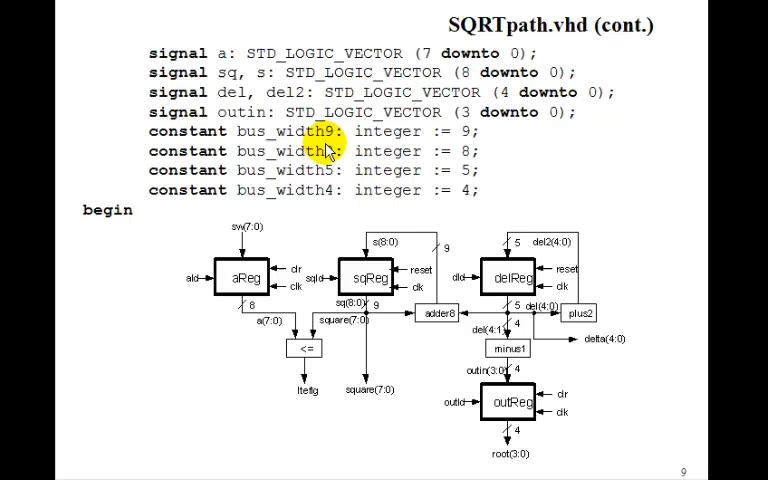 SQRTpath.vhd (cont.)
signal a: STD_LOGIC_VECTOR (7 downto 0);
signal sq, s: STD_LOGIC_VECTOR (8 downto 0);
signal del, del2: STD_LOGIC_VECTOR (4 downto 0);
signal outin: STD_LOGIC_VECTOR (3 downto 0);
constant bus_width9: integer := 9;
constant : integer := 8;
constant bus_width5: integer := 5;
constant bus_width4: integer := 4;
begin
sw(7:0)
s(8:0)
9
5 del2(4:0)
ald aReg clr clk
sqld sqReg reset clk
dld delReg reset clk
8
a(7:0)
sq(8:0) 9
square(7:0)
adder8
5 del(4:0)
plus2
del(4:1) 4
<=
minus1
delta(4:0)
outin(3:0) 4
lteflg
square(7:0)
outld outReg clr clk
4
root(3:0)
9